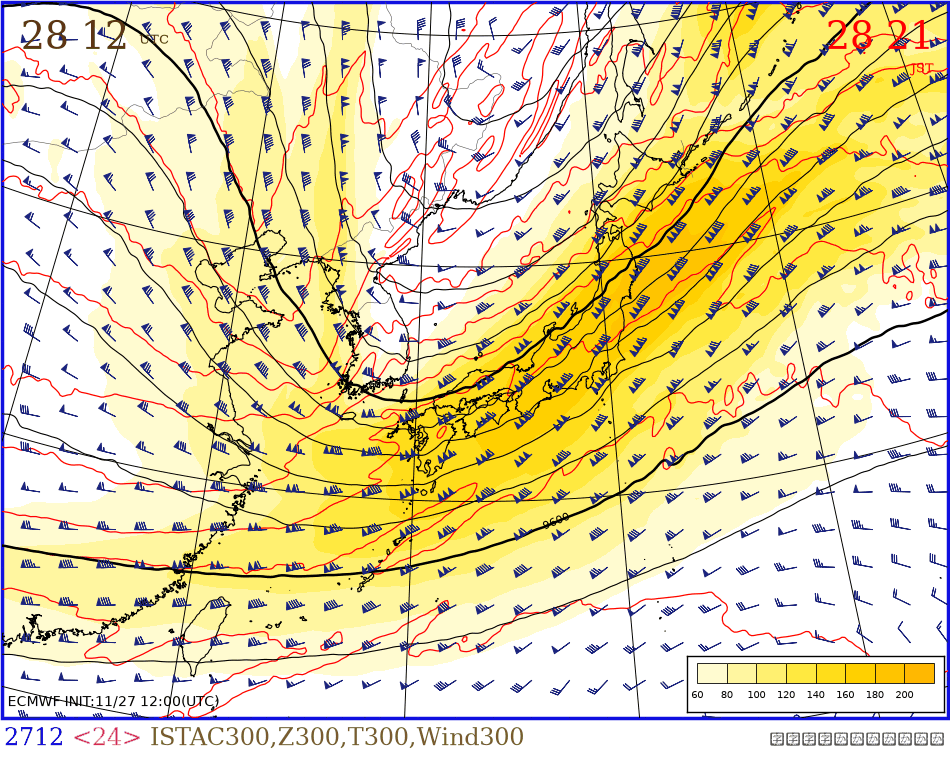 28 12 UTC
28 21
JST
9600
60 80 100 120 140 160 180 200
ECMWF INIT:11/27 12:00(UTC)
2712 <24> ISTAC300,Z300,T300,Wind300